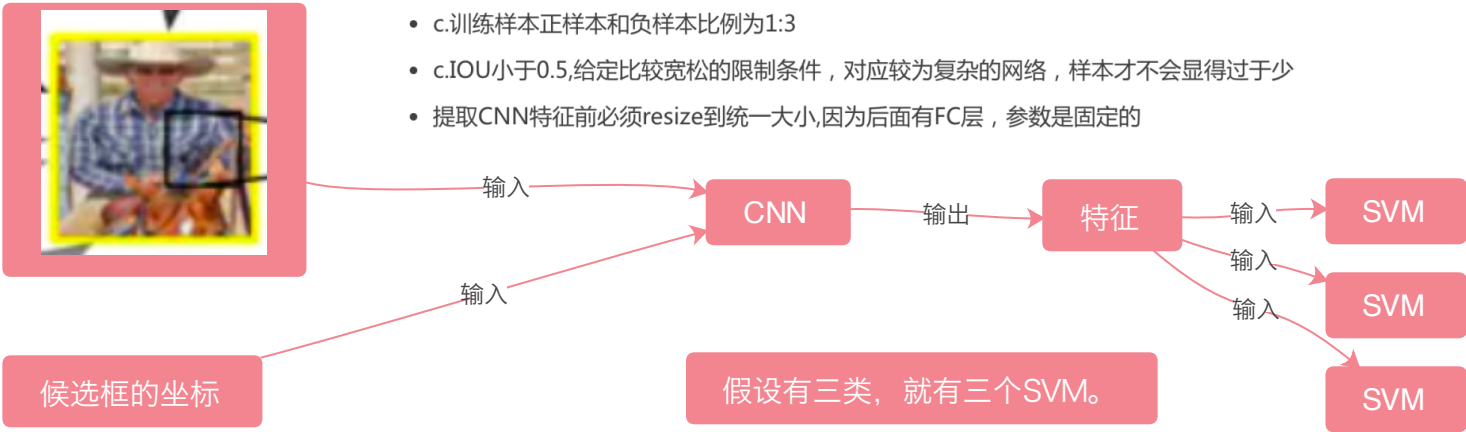 c.训练样本正样本和负样本比例为1:3
c.IOU小于0.5,给定比较宽松的限制条件，对应较为复杂的网络，样本才不会显得过于少
提取CNN特征前必须resize到统一大小,因为后面有FC层，参数是固定的
输入
CNN
输出
特征
输入
SVM
输入
SVM
输入
输入
SVM
候选框的坐标
假设有三类，就有三个SVM。